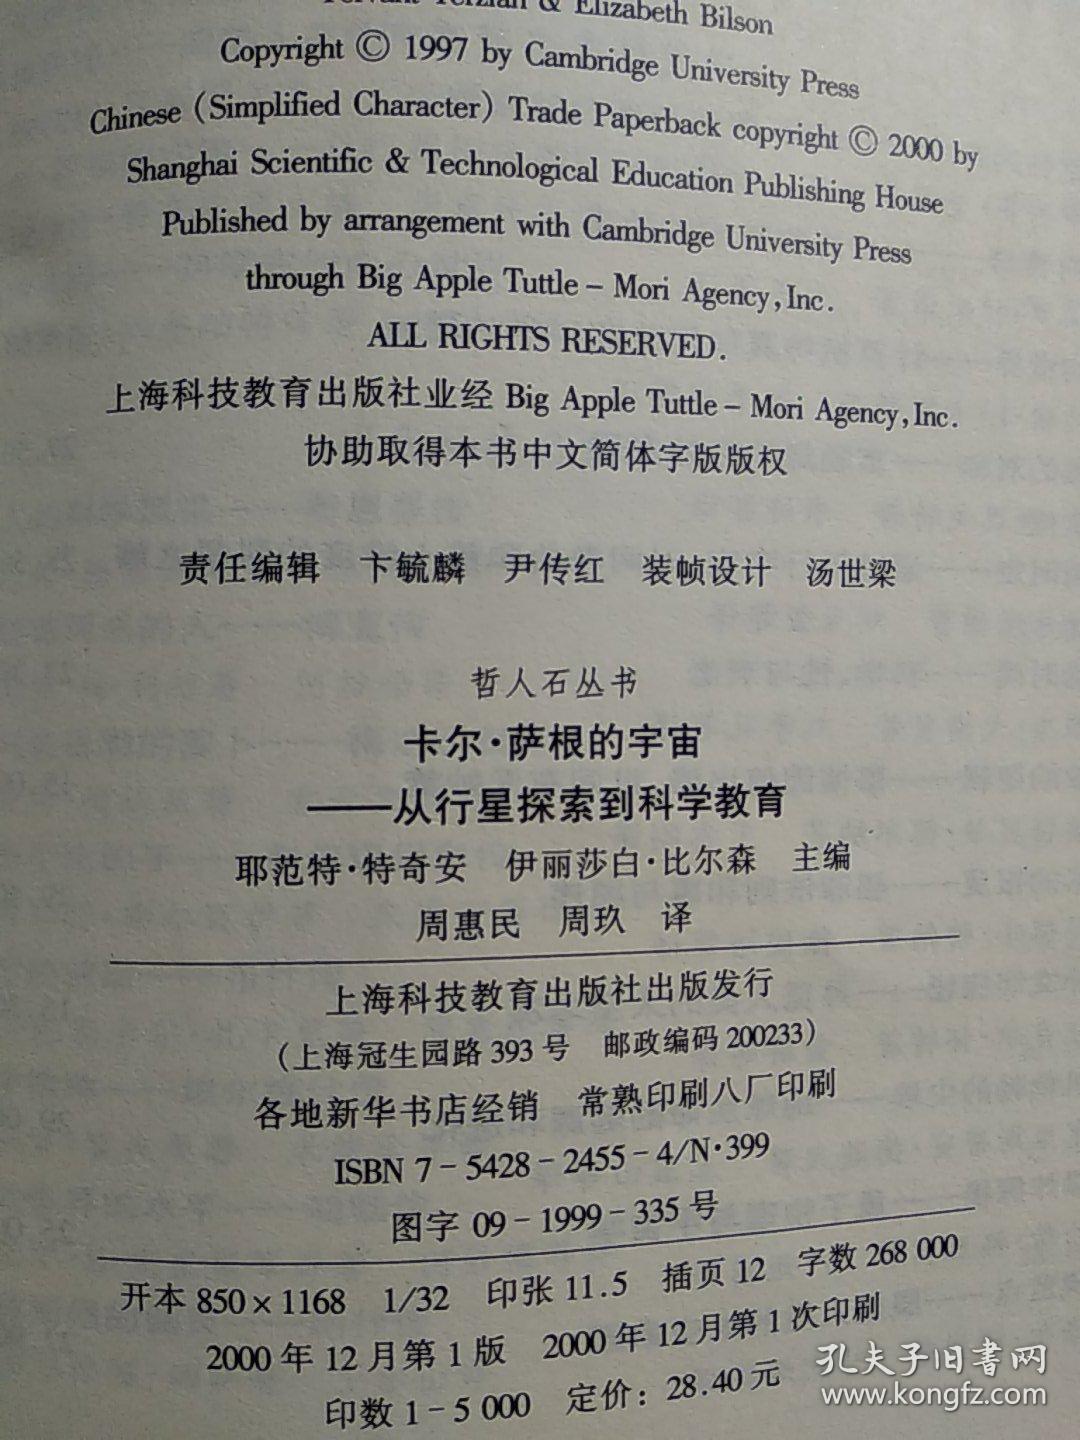 Yervant Terzian & Elizabeth Bilson
Copyright © 1997 by Cambridge University Press
Chinese (Simplified Character) Trade Paperback copyright © 2000 by
Shanghai Scientific & Technological Education Publishing House
Published by arrangement with Cambridge University Press
through Big Apple Tuttle – Mori Agency, Inc.
ALL RIGHTS RESERVED.
上海科技教育出版社业经 Big Apple Tuttle – Mori Agency, Inc.
协助取得本书中文简体字版版权
责任编辑 卞毓麟 尹传红 装帧设计 汤世梁
哲人石丛书
卡尔·萨根的宇宙
——从行星探索到科学教育
耶范特·特奇安 伊丽莎白·比尔森 主编
周惠民 周玖 译
上海科技教育出版社出版发行
（上海冠生园路 393 号 邮政编码 200233）
各地新华书店经销 常熟印刷八厂印刷
ISBN 7-5428-2455-4/N·399
图字 09-1999-335 号
开本 850×1168 1/32 印张 11.5 插页 12 字数 268 000
2000 年 12 月第 1 版 2000 年 12 月第 1 次印刷
印数 1-5 000 定价: 28.40 元
孔夫子旧書网
www.kongfz.com